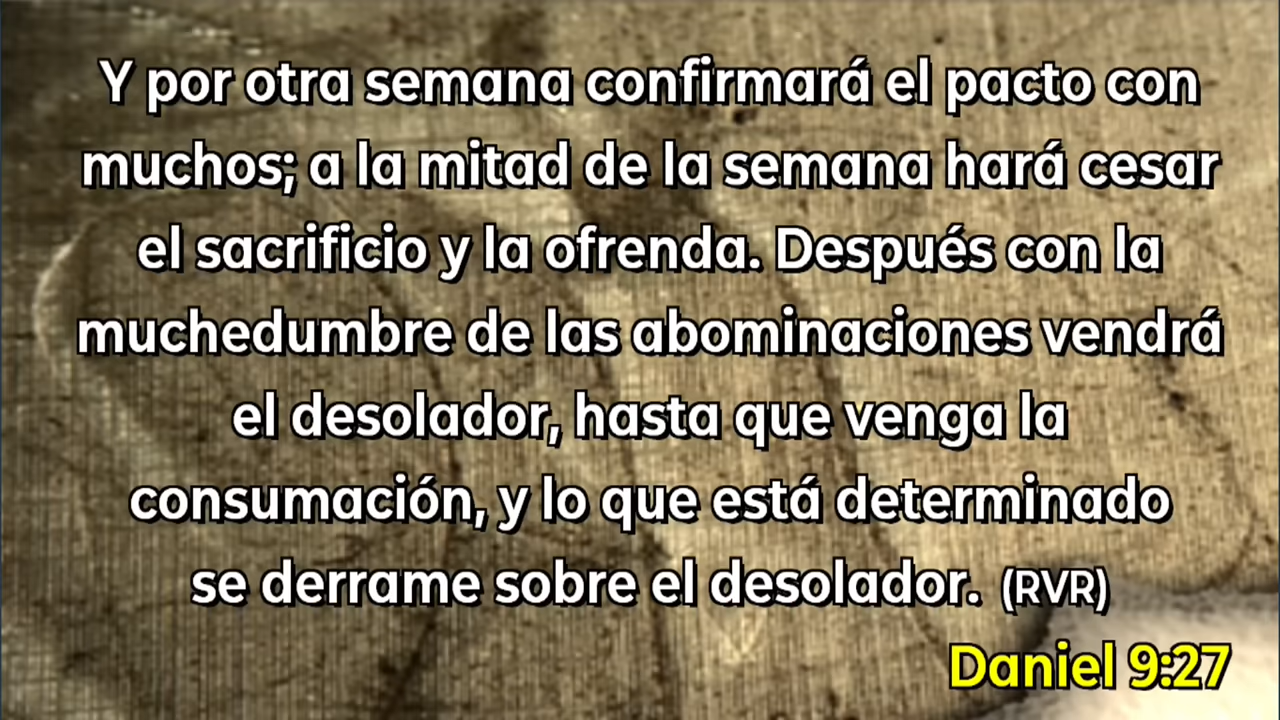 Y por otra semana confirmará el pacto con
muchos; a la mitad de la semana hará cesar
el sacrificio y la ofrenda. Después con la
muchedumbre de las abominaciones vendrá
el desolador, hasta que venga la
consumación, y lo que está determinado
se derrame sobre el desolador. (RVR)
Daniel 9:27